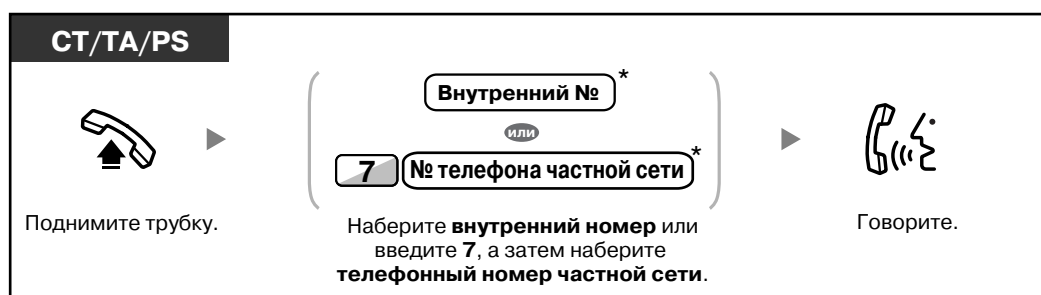 CT/TA/PS
Внутренний №*
или
7 № телефона частной сети*
Поднимите трубку.
Наберите внутренний номер или
введите 7, а затем наберите
телефонный номер частной сети.
Говорите.